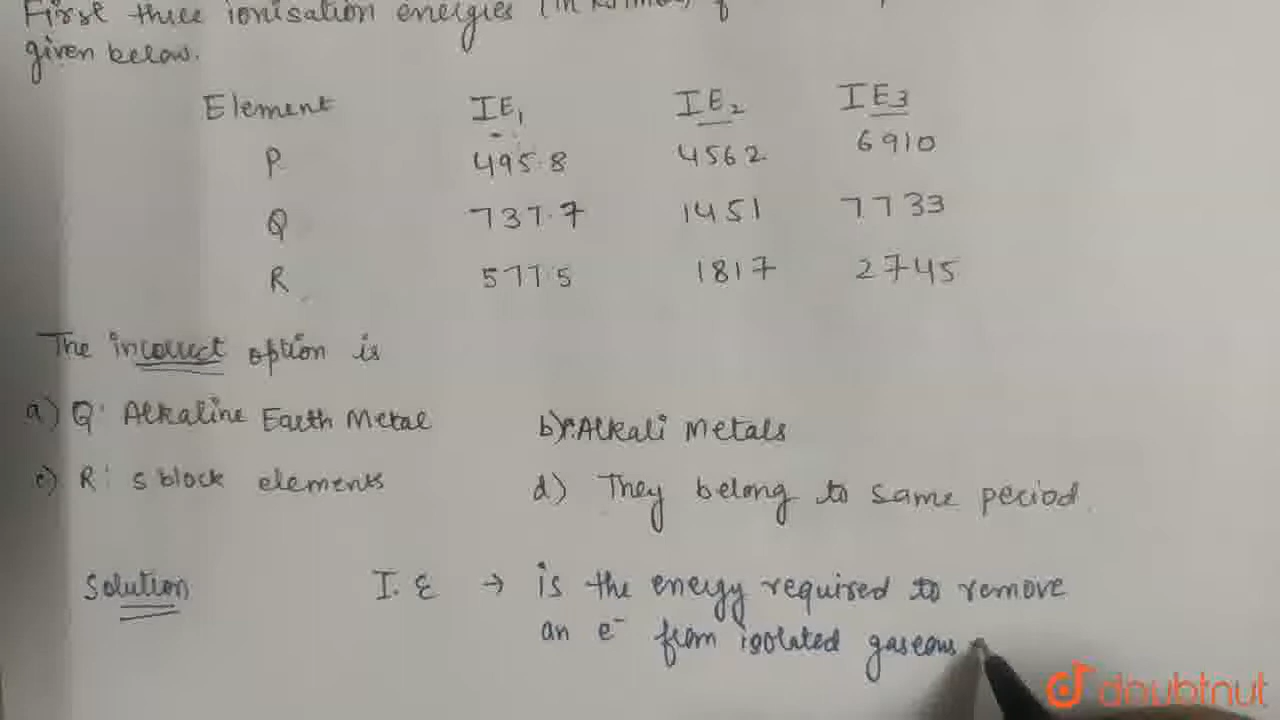 First three ionisation energies (in
given below.
Element IE₁ IE₂ IE₃
P 495.8 4562 6910
Q 737.7 1451 7733
R 577.5 1817 2745
The incorrect option is
a) Q: Alkaline Earth Metal b) P: Alkali Metals
c) R: s block elements d) They belong to same period.
Solution I.E → is the energy required to remove
an e⁻ from isolated gaseous
doubtnut